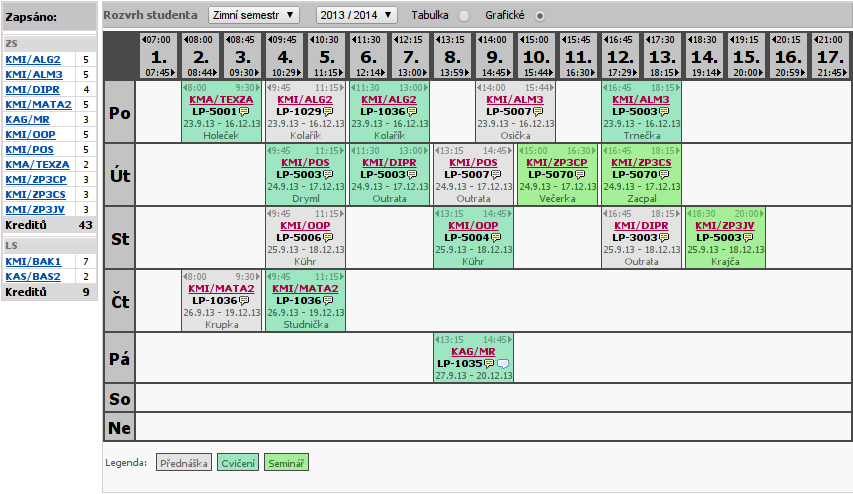 Zapsáno:
ZS
KMI/ALG2 5
KMI/ALM3 5
KMI/DIPR 4
KMI/MATA2 5
KAG/MR 3
KMI/OOP 5
KMI/POS 5
KMA/TEXZA 2
KMI/ZP3CP 3
KMI/ZP3CS 3
KMI/ZP3JV 3
Kreditů 43
LS
KMI/BAK1 7
KAS/BAS2 2
Kreditů 9
Rozvrh studenta Zimní semestr 2013 / 2014 Tabulka Grafické
07:00 08:00 08:45 09:45 10:30 11:30 12:15 13:15 14:00 15:00 15:45 16:45 17:30 18:30 19:15 20:15 21:00
1. 2. 3. 4. 5. 6. 7. 8. 9. 10. 11. 12. 13. 14. 15. 16. 17.
07:45 08:44 09:30 10:29 11:15 12:14 13:00 13:59 14:45 15:44 16:30 17:29 18:15 19:14 20:00 20:59 21:45
Po
8:00 9:30 9:45 11:15 11:30 13:00 14:00 15:44 16:45 18:15
KMA/TEXZA KMI/ALG2 KMI/ALG2 KMI/ALM3 KMI/ALM3
LP-5001 LP-1029 LP-1036 LP-5007 LP-5003
23.9.13 - 16.12.13 23.9.13 - 16.12.13 23.9.13 - 16.12.13 23.9.13 - 16.12.13 23.9.13 - 16.12.13
Holeček Kolařík Kolařík Osička Trnečka
Út
9:45 11:15 11:30 13:00 13:15 14:45 15:00 16:30 16:45 18:15
KMI/POS KMI/DIPR KMI/POS KMI/ZP3CP KMI/ZP3CS
LP-5003 LP-5003 LP-5007 LP-5070 LP-5070
24.9.13 - 17.12.13 24.9.13 - 17.12.13 24.9.13 - 17.12.13 24.9.13 - 17.12.13 24.9.13 - 17.12.13
Dryml Outrata Outrata Večerka Zacpal
St
9:45 11:15 13:15 14:45 16:45 18:15 18:30 20:00
KMI/OOP KMI/OOP KMI/DIPR KMI/ZP3JV
LP-5006 LP-5004 LP-3003 LP-5003
25.9.13 - 18.12.13 25.9.13 - 18.12.13 25.9.13 - 18.12.13 25.9.13 - 18.12.13
Kühr Kühr Outrata Krajča
Čt
8:00 9:30 9:45 11:15
KMI/MATA2 KMI/MATA2
LP-1036 LP-1036
26.9.13 - 19.12.13 26.9.13 - 19.12.13
Krupka Studnička
Pá
13:15 14:45
KAG/MR
LP-1035
27.9.13 - 20.12.13
So
Ne
Legenda: Přednáška Cvičení Seminář